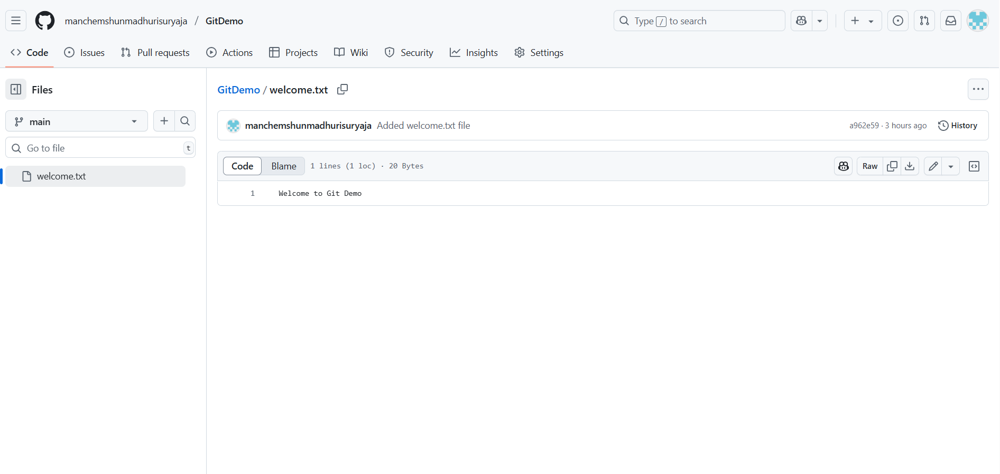 manchemshunmadhurisuryaja / GitDemo
Type / to search
Code Issues Pull requests Actions Projects Wiki Security Insights Settings
Files
main
Go to file t
welcome.txt
GitDemo / welcome.txt
manchemshunmadhurisuryaja Added welcome.txt file
a962e59 · 3 hours ago History
Code Blame 1 lines (1 loc) · 20 Bytes
Raw
1 Welcome to Git Demo